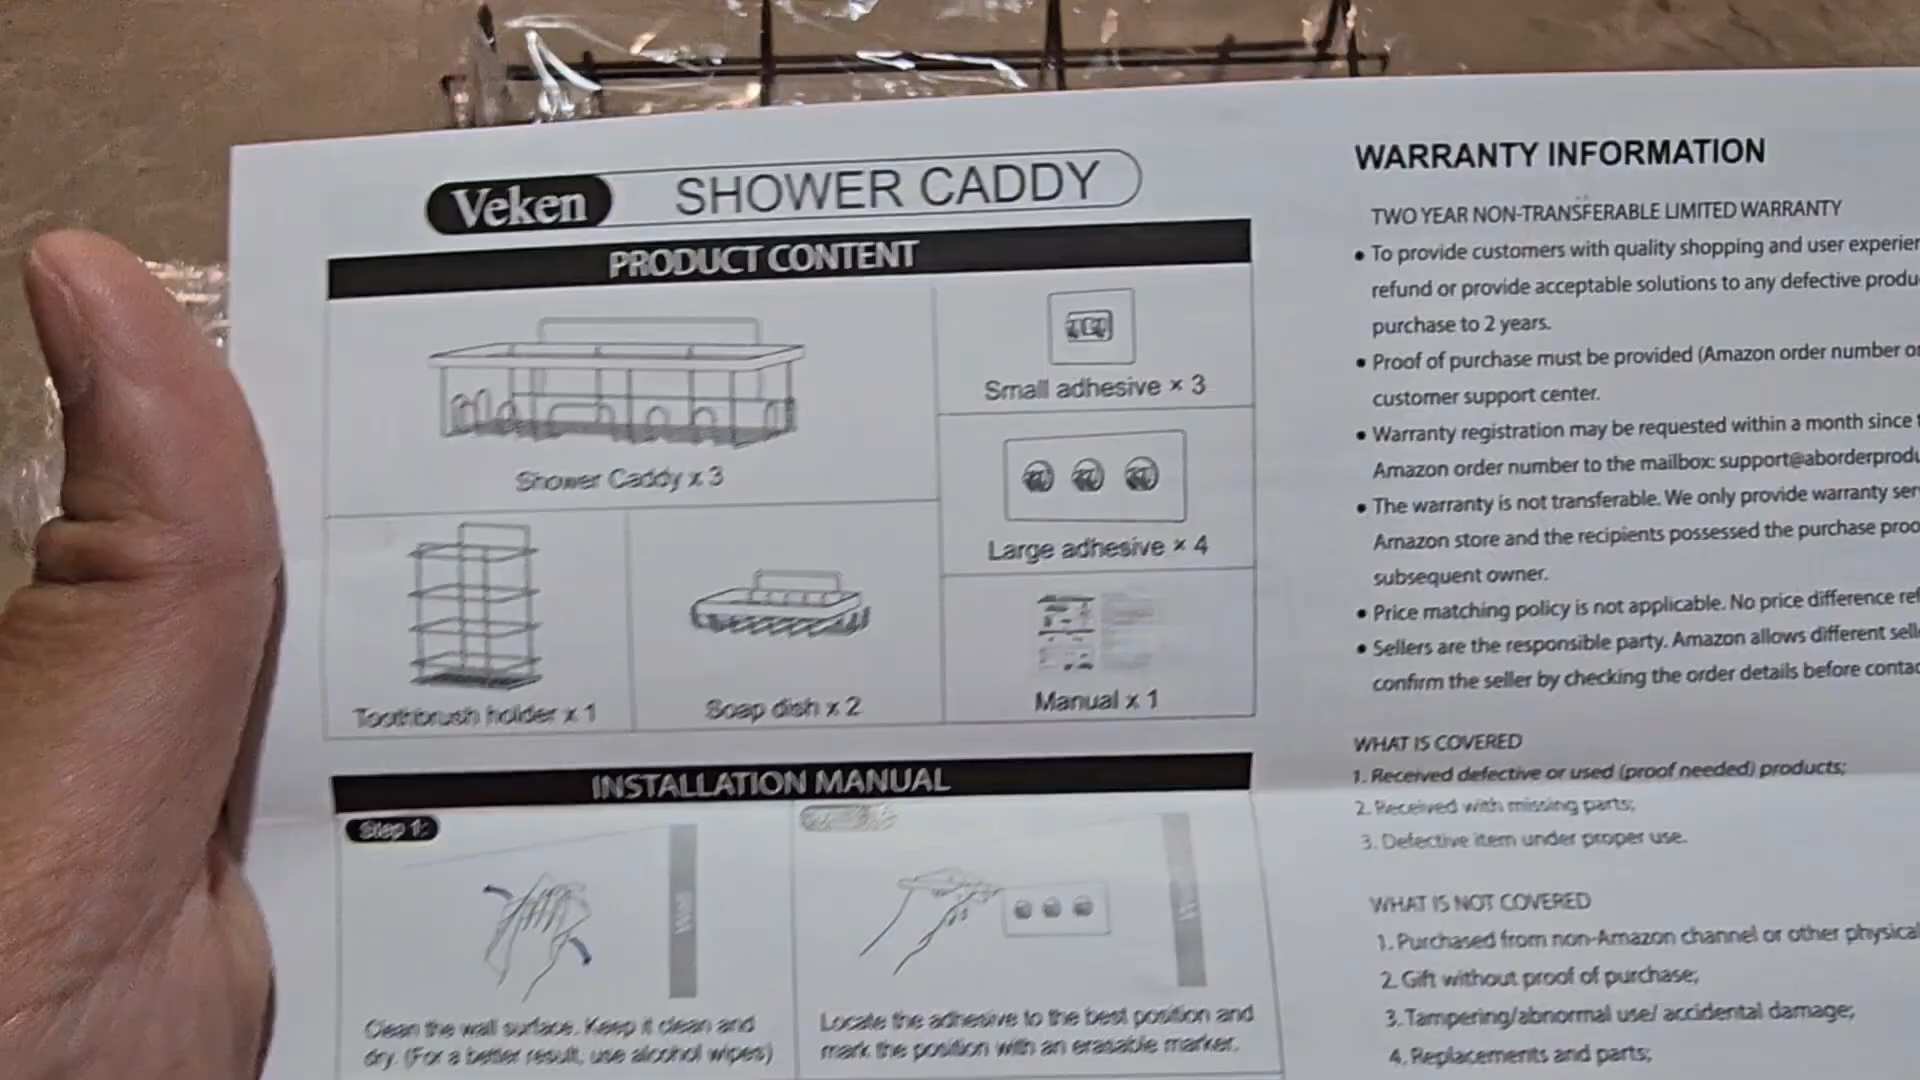 Veken SHOWER CADDY
PRODUCT CONTENT
Shower Caddy x 3
Small adhesive × 3
Large adhesive × 4
Toothbrush holder x 1
Soap dish x 2
Manual x 1
INSTALLATION MANUAL
Step 1:
Clean the wall surface. Keep it clean and
dry. (For a better result, use alcohol wipes)
Locate the adhesive to the best position and
mark the position with an erasable marker.
WARRANTY INFORMATION
TWO YEAR NON-TRANSFERABLE LIMITED WARRANTY
• To provide customers with quality shopping and user experien
refund or provide acceptable solutions to any defective produ
purchase to 2 years.
• Proof of purchase must be provided (Amazon order number or
customer support center.
• Warranty registration may be requested within a month since
Amazon order number to the mailbox: support@aborderprodu
• The warranty is not transferable. We only provide warranty ser
Amazon store and the recipients possessed the purchase proo
subsequent owner.
• Price matching policy is not applicable. No price difference ref
• Sellers are the responsible party. Amazon allows different selle
confirm the seller by checking the order details before contac
WHAT IS COVERED
1. Received defective or used (proof needed) products;
2. Received with missing parts;
3. Defective item under proper use.
WHAT IS NOT COVERED
1. Purchased from non-Amazon channel or other physical
2. Gift without proof of purchase;
3. Tampering/abnormal use/ accidental damage;
4. Replacements and parts;